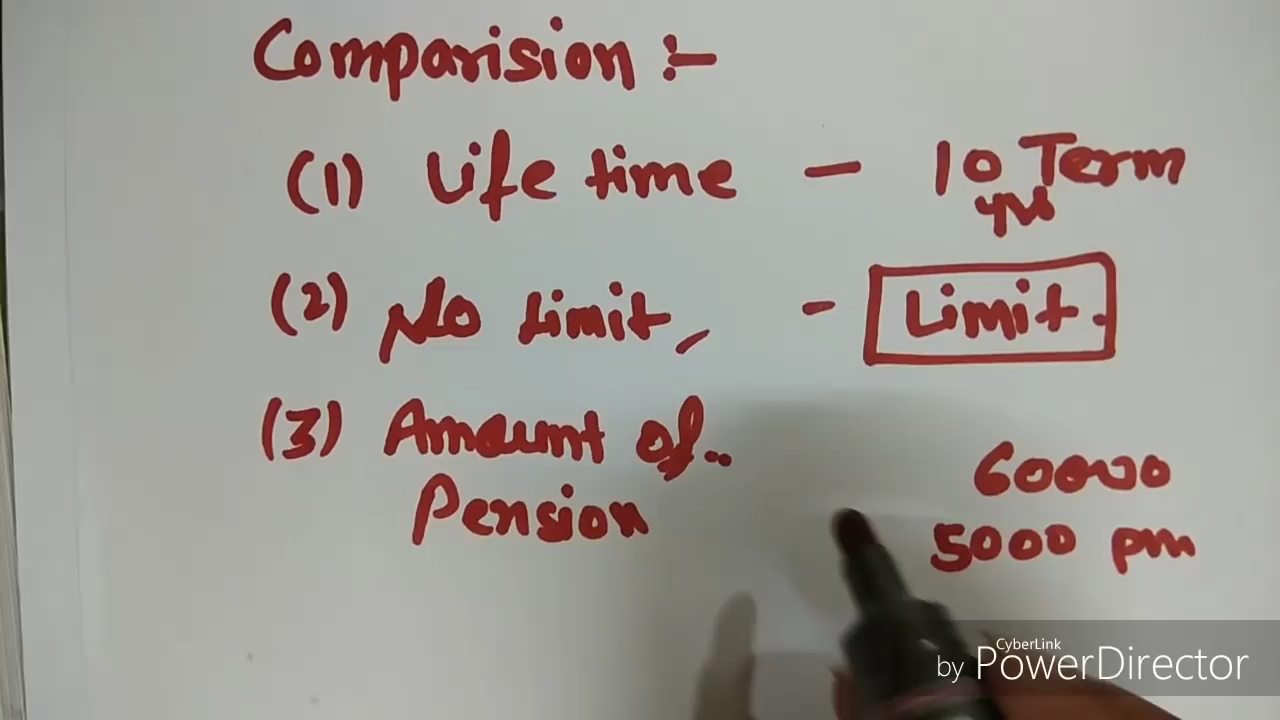 Comparision :-
(1) Life time - 10 Term
yrs
(2) No Limit, - Limit.
(3) Amount of..
Pension
60000
5000 pm
CyberLink
by PowerDirector